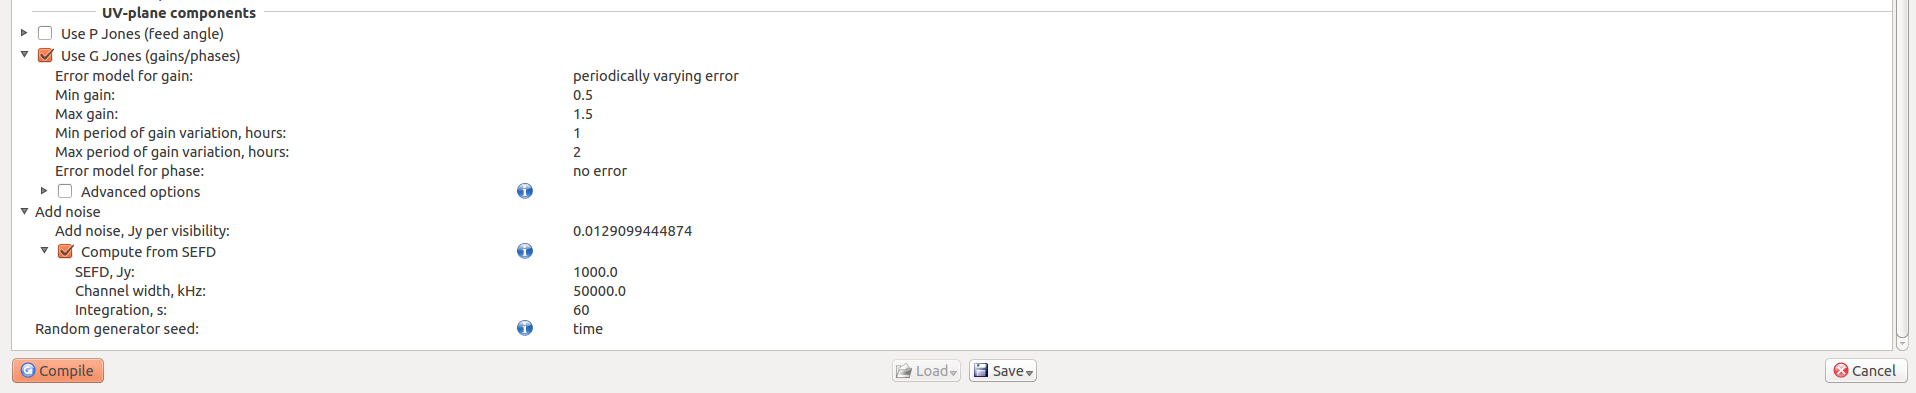 UV-plane components
Use P Jones (feed angle)
Use G Jones (gains/phases)
Error model for gain: periodically varying error
Min gain: 0.5
Max gain: 1.5
Min period of gain variation, hours: 1
Max period of gain variation, hours: 2
Error model for phase: no error
Advanced options
Add noise
Add noise, Jy per visibility: 0.0129099444874
Compute from SEFD
SEFD, Jy: 1000.0
Channel width, kHz: 50000.0
Integration, s: 60
Random generator seed: time
Compile Load Save Cancel